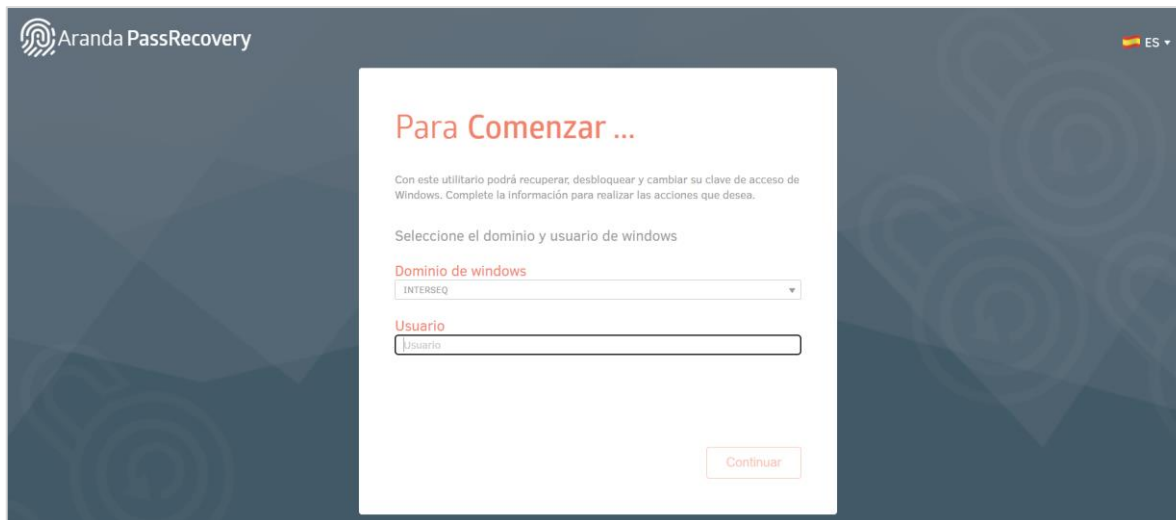 Aranda PassRecovery
ES
Para Comenzar ...
Con este utilitario podrá recuperar, desbloquear y cambiar su clave de acceso de
Windows. Complete la información para realizar las acciones que desea.
Seleccione el dominio y usuario de windows
Dominio de windows
INTERSEQ
Usuario
Usuario
Continuar